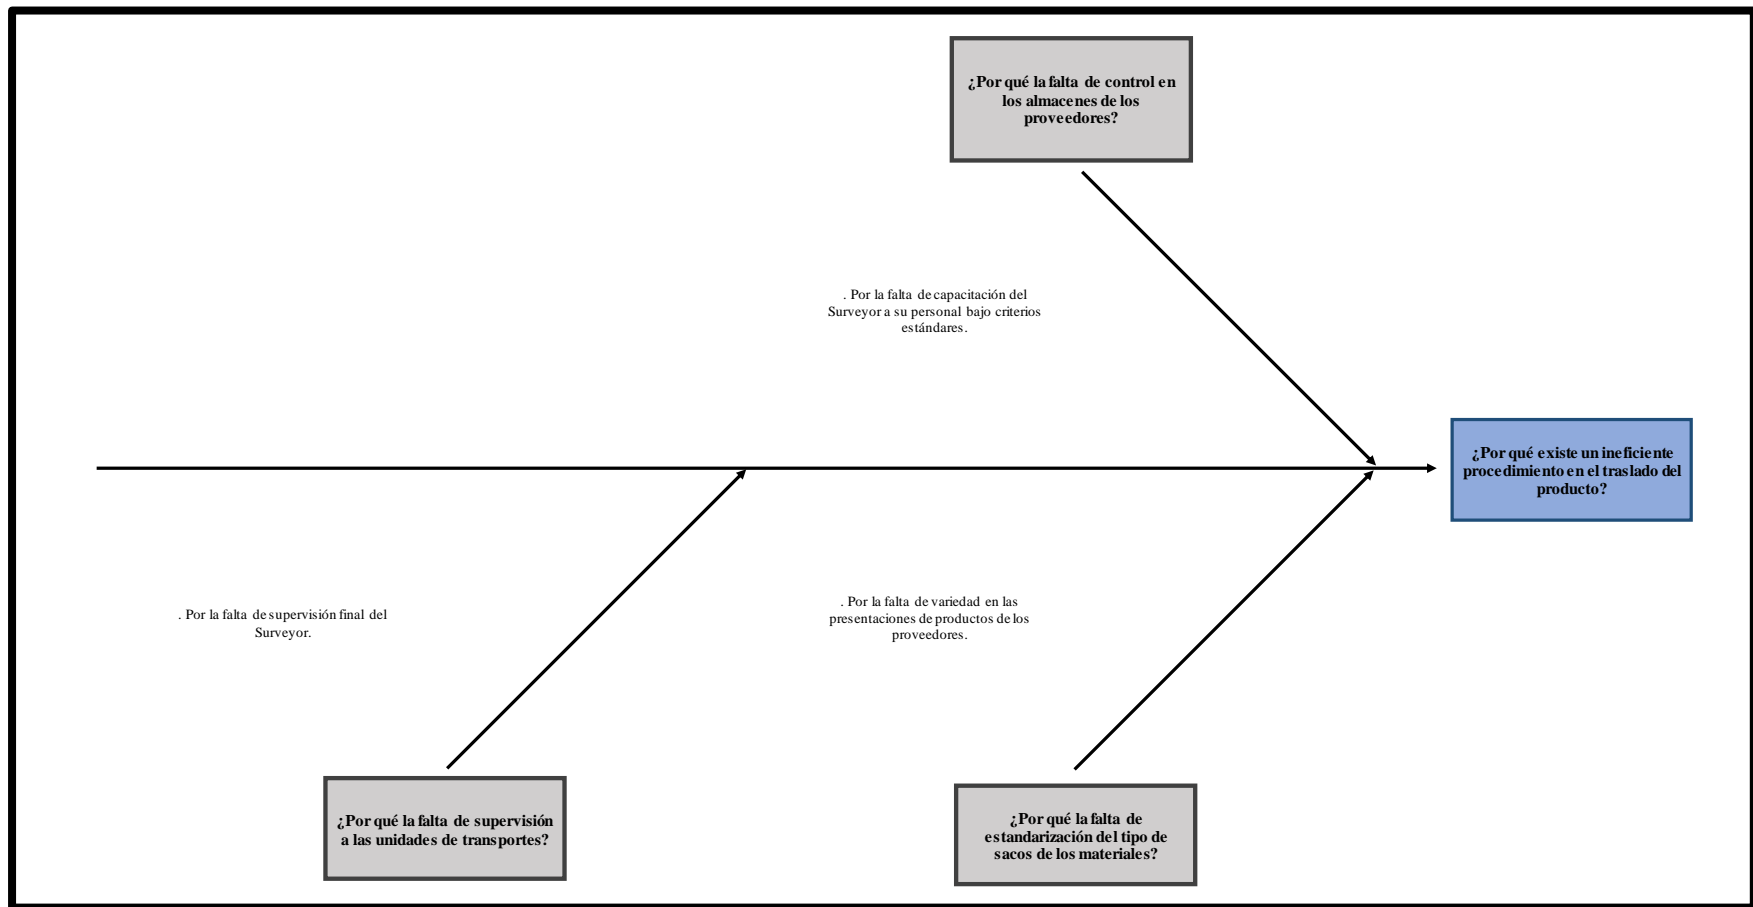 ¿Por qué la falta de control en
los almacenes de los
proveedores?
. Por la falta de capacitación del
Surveyor a su personal bajo criterios
estándares.
¿Por qué existe un ineficiente
procedimiento en el traslado del
producto?
. Por la falta de supervisión final del
Surveyor.
. Por la falta de variedad en las
presentaciones de productos de los
proveedores.
¿Por qué la falta de supervisión
a las unidades de transportes?
¿Por qué la falta de
estandarización del tipo de
sacos de los materiales?